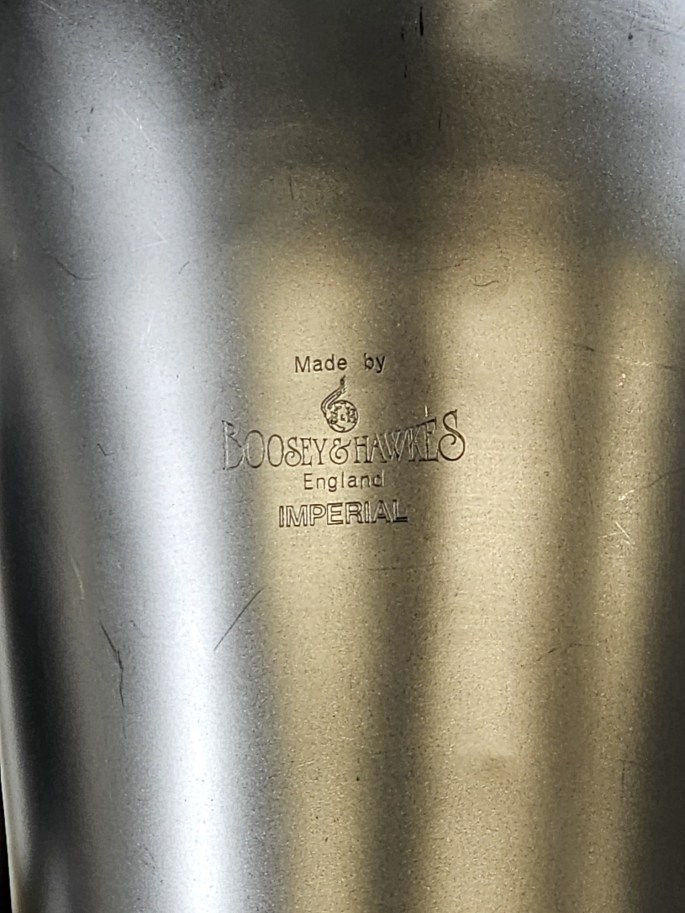 Made by
B&H
BOOSEY & HAWKES
England
IMPERIAL